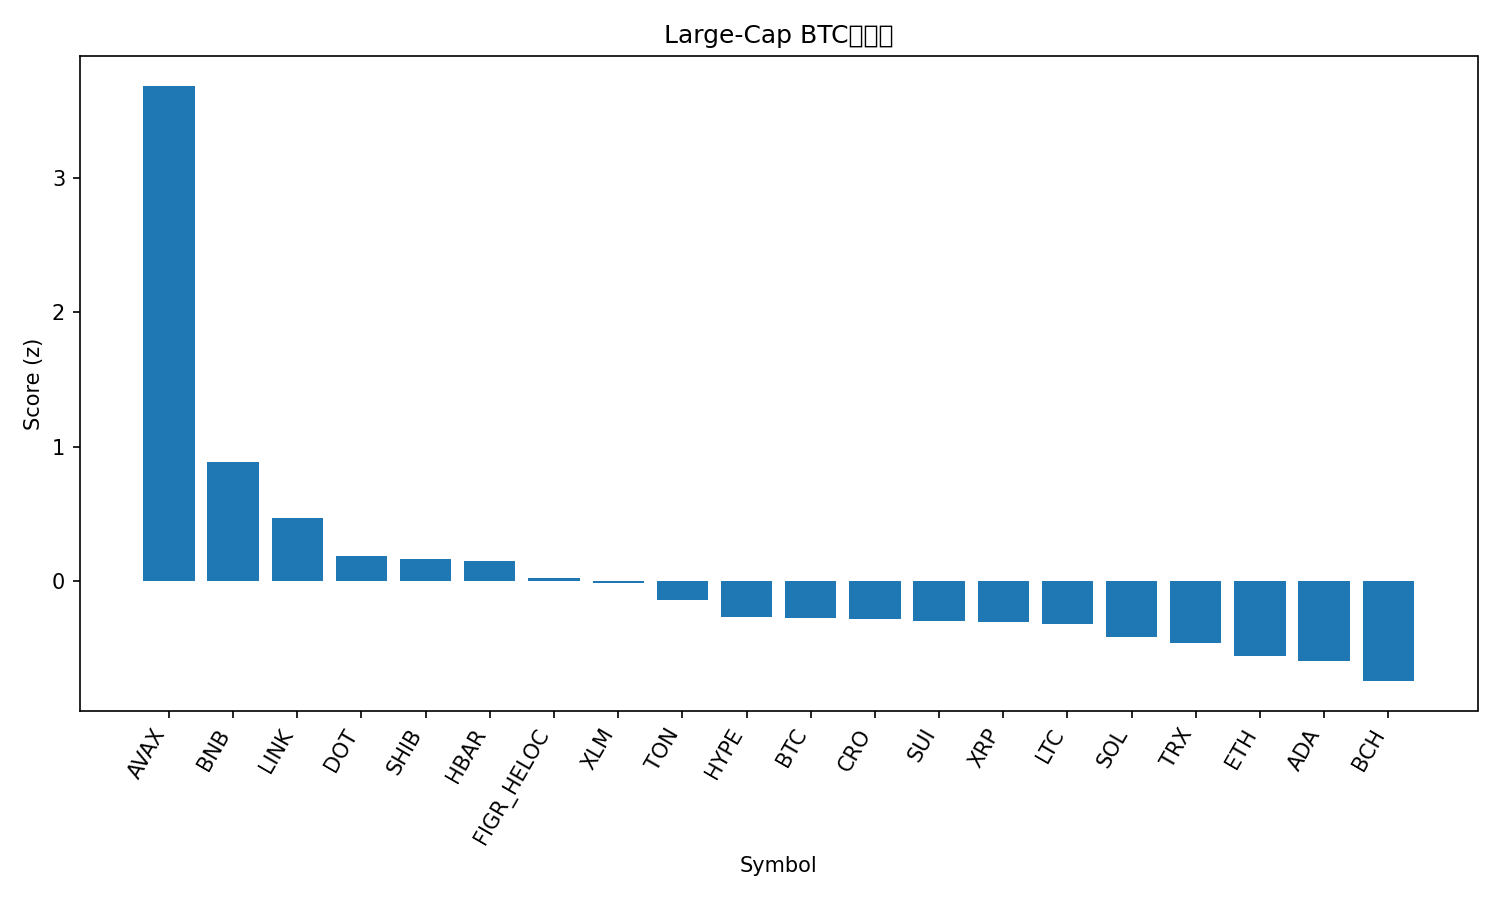 Large-Cap BTC
Score (z)
3
2
1
0
AVAX
BNB
LINK
DOT
SHIB
HBAR
FIGR_HELOC
XLM
TON
HYPE
BTC
CRO
SUI
XRP
LTC
SOL
TRX
ETH
ADA
BCH
Symbol